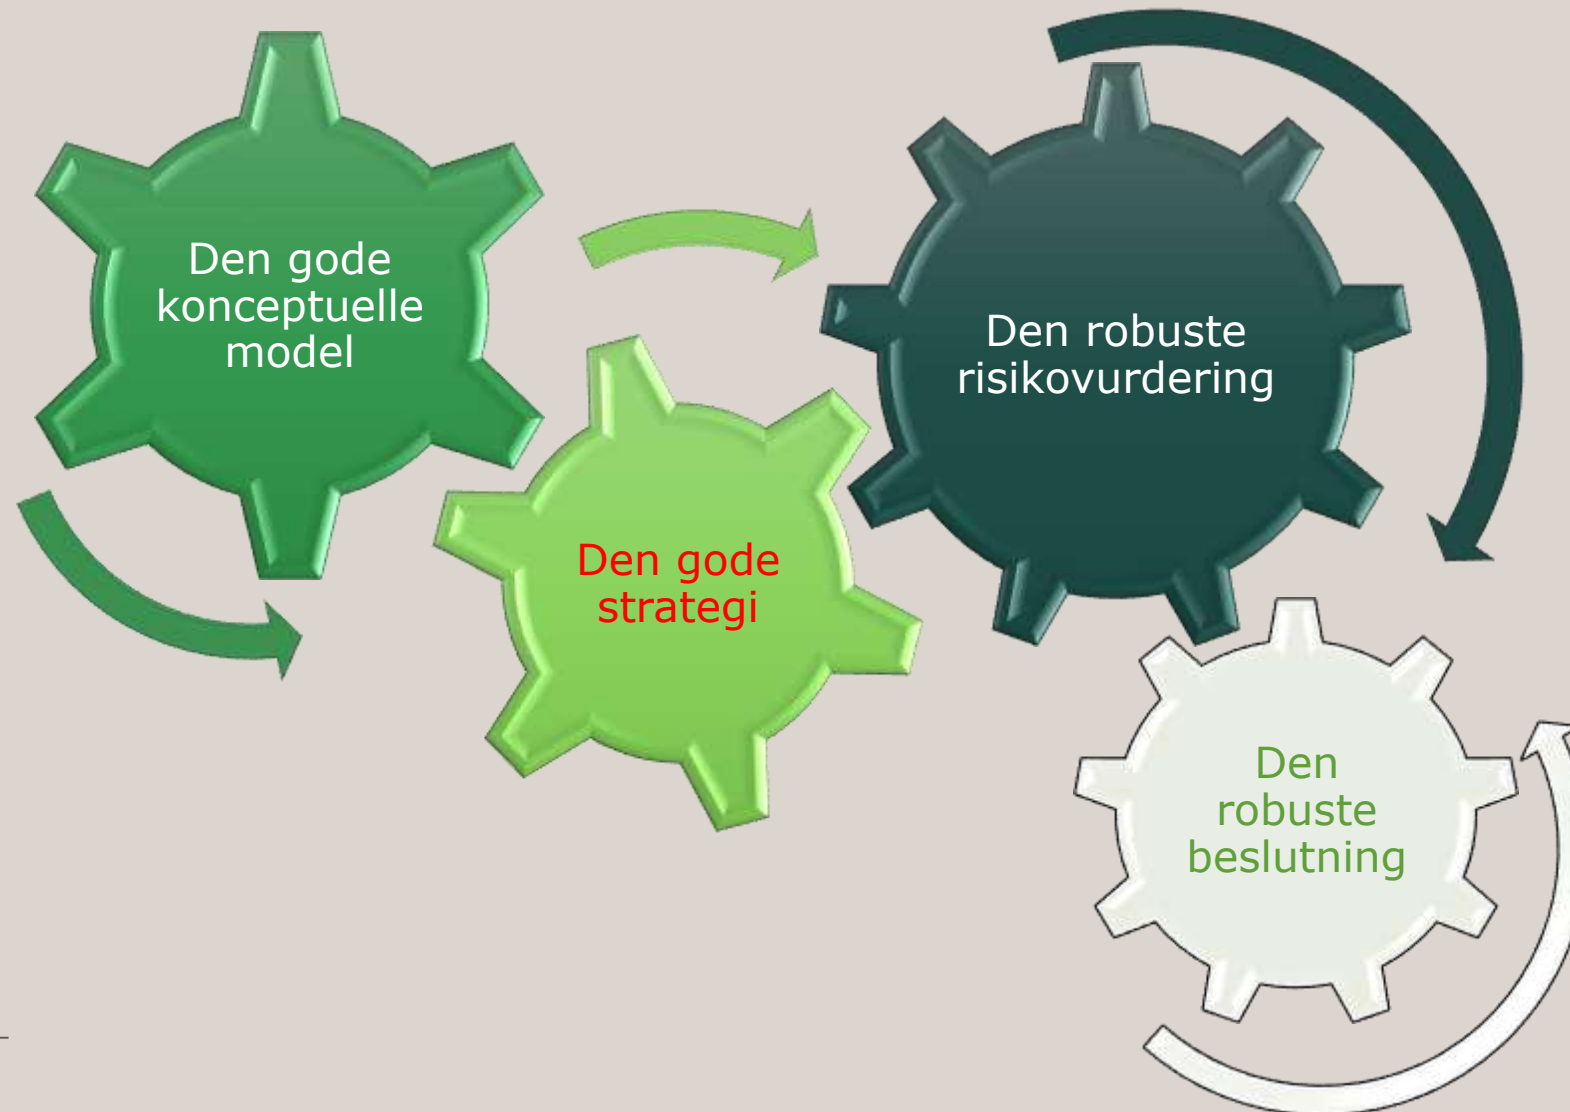 Den gode
konceptuelle
model
Den gode
strategi
Den robuste
risikovurdering
Den
robuste
beslutning